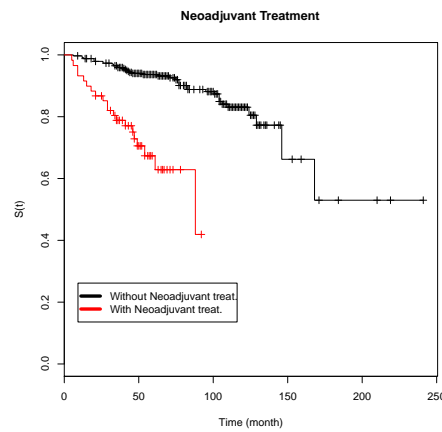 Neoadjuvant Treatment
S(t)
1.0
0.8
0.6
0.4
0.2
0.0
Without Neoadjuvant treat.
With Neoadjuvant treat.
0 50 100 150 200 250
Time (month)